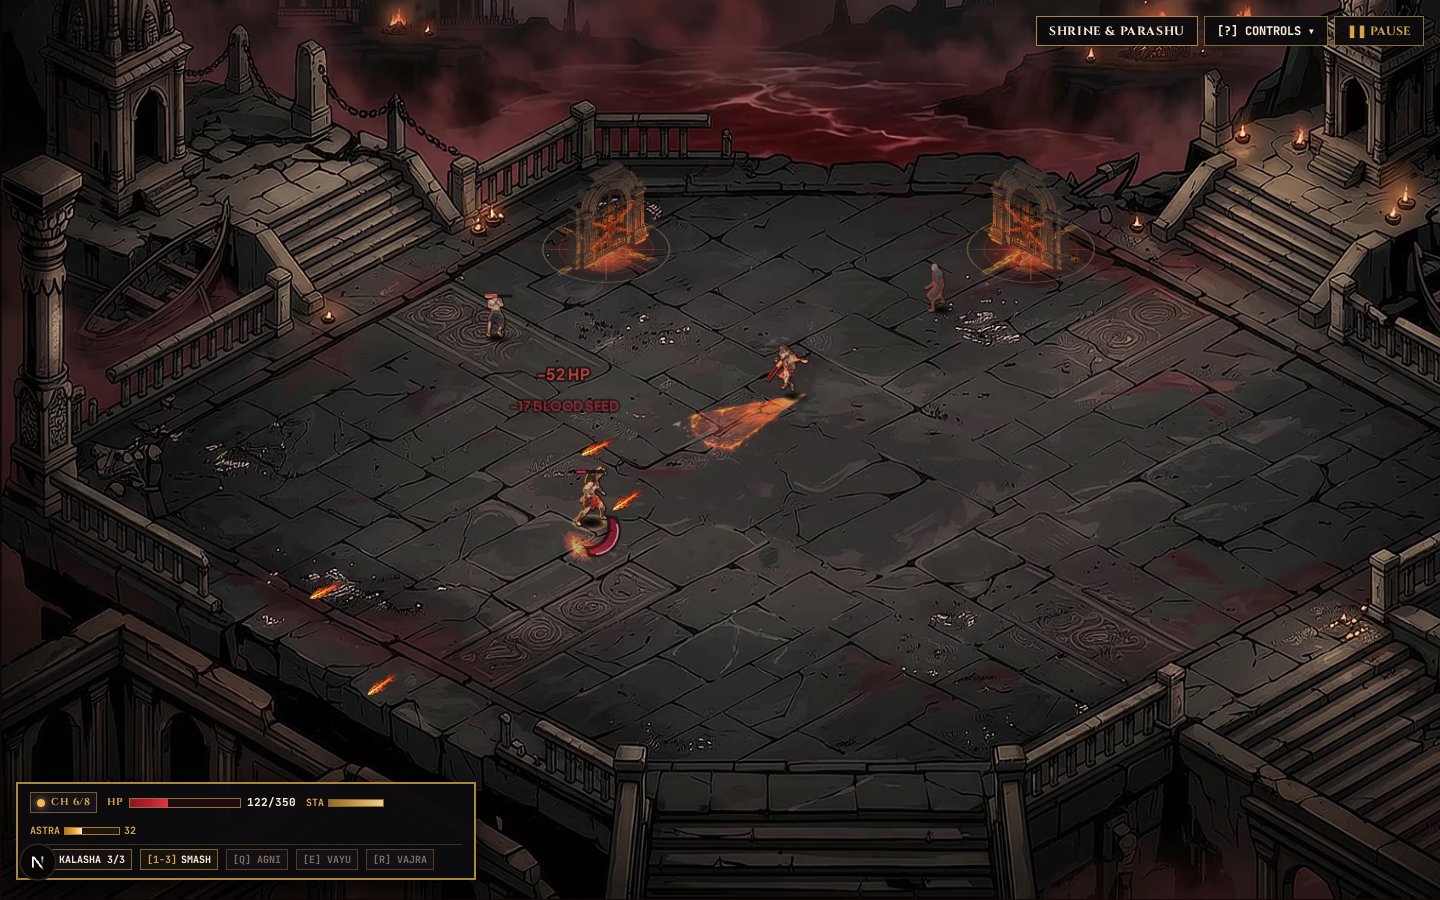 SHRINE & PARASHU
[?] CONTROLS ▾
❚❚ PAUSE
-52 HP
-17 BLOOD SEED
CH 6/8 HP 122/350 STA
ASTRA 32
N KALASHA 3/3 [1-3] SMASH [Q] AGNI [E] VAYU [R] VAJRA